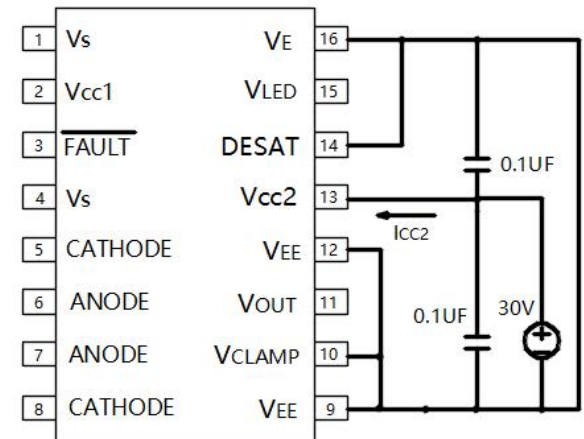 1 Vs VE 16
2 Vcc1 VLED 15
3 FAULT DESAT 14
0.1UF
4 Vs Vcc2 13
ICC2
5 CATHODE VEE 12
6 ANODE VOUT 11
0.1UF 30V
7 ANODE VCLAMP 10
8 CATHODE VEE 9